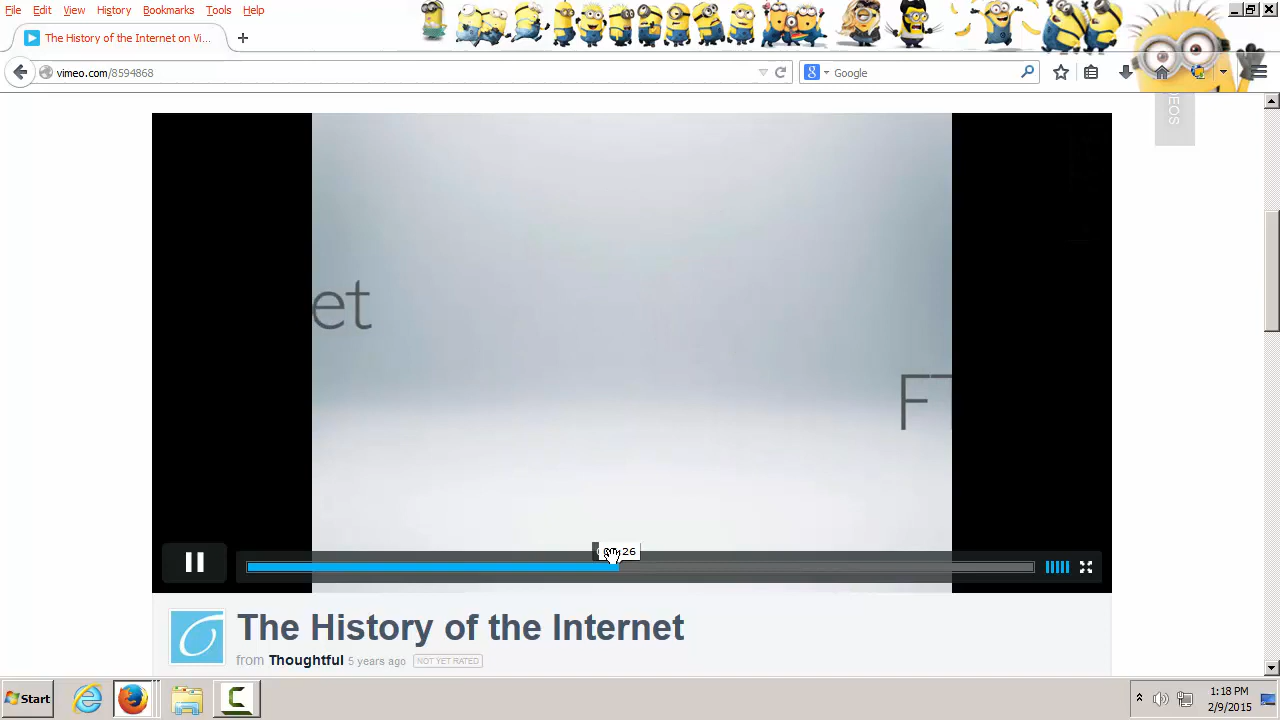 File Edit View History Bookmarks Tools Help
The History of the Internet on Vi...
vimeo.com/8594868
Google
EOS
et
FT
The History of the Internet
from Thoughtful 5 years ago NOT YET RATED
Start
1:18 PM
2/9/2015